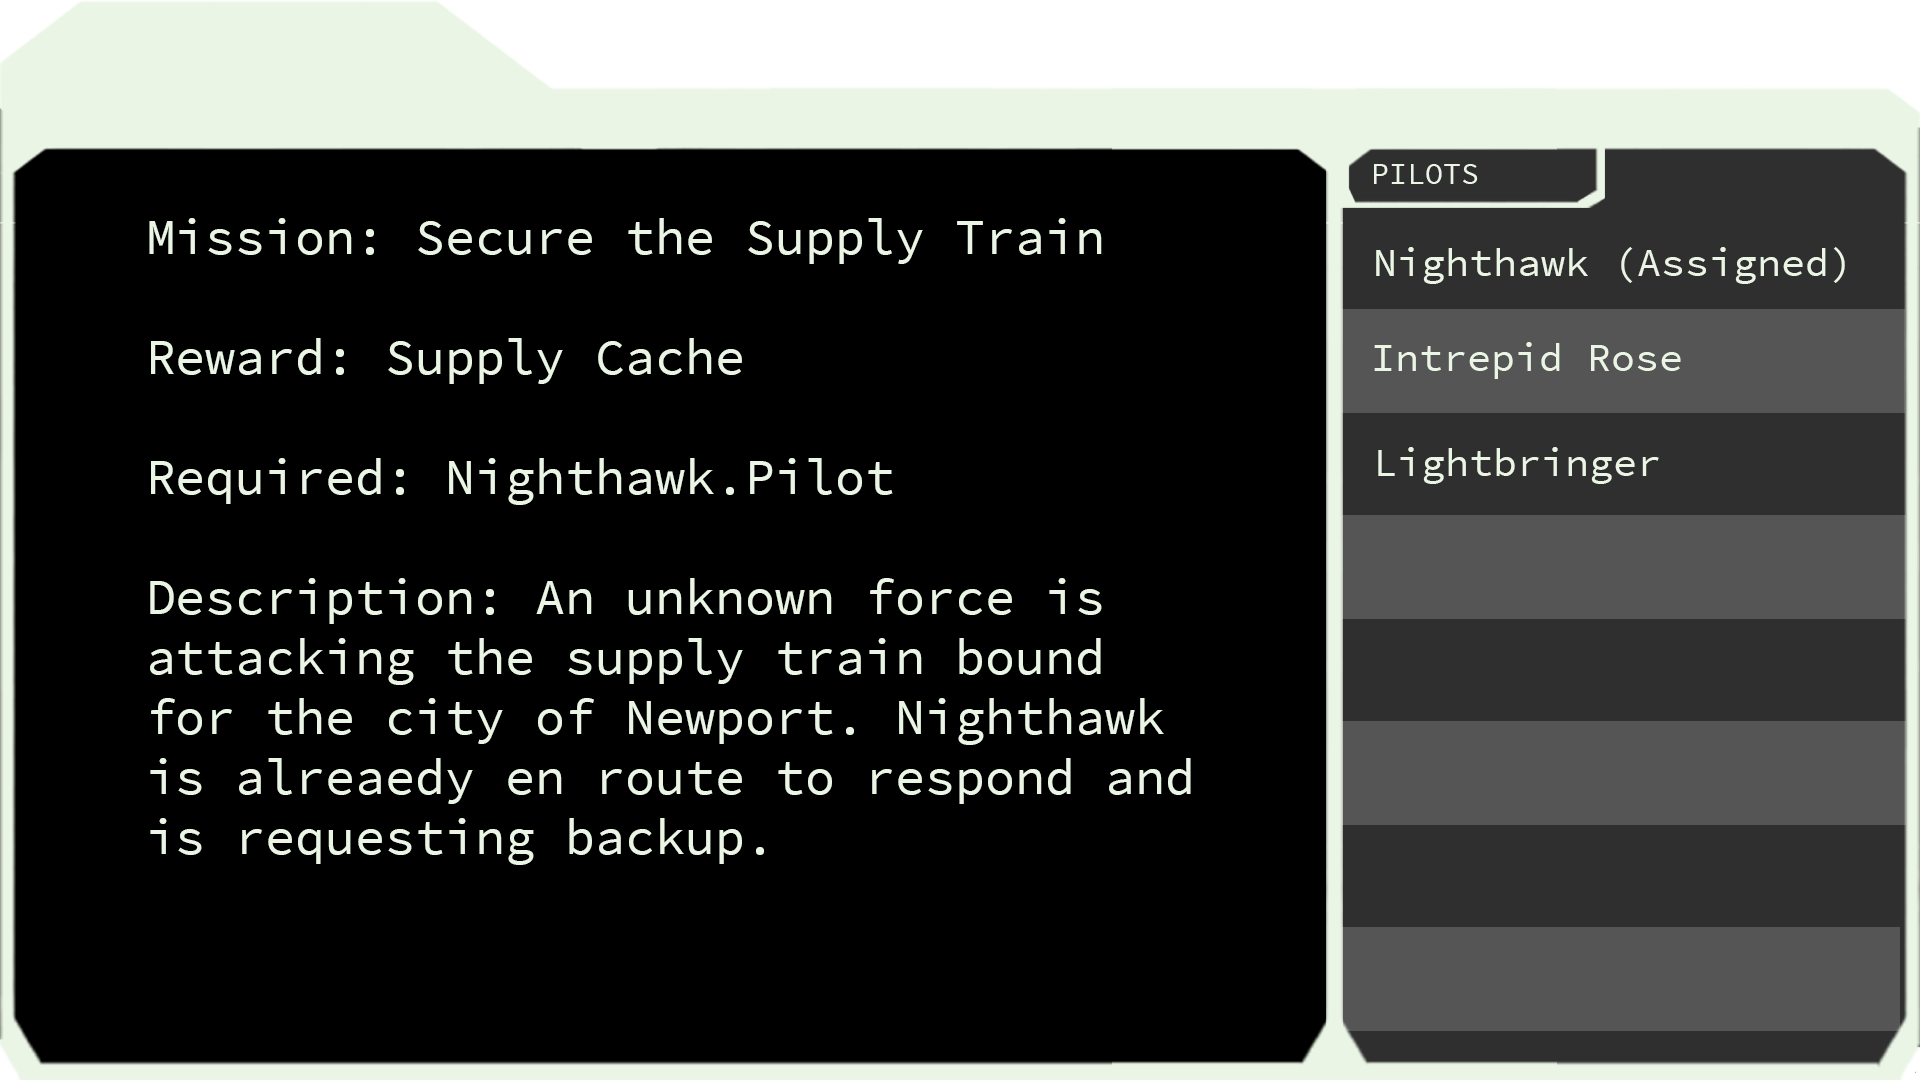 Mission: Secure the Supply Train
Reward: Supply Cache
Required: Nighthawk.Pilot
Description: An unknown force is
attacking the supply train bound
for the city of Newport. Nighthawk
is alreaedy en route to respond and
is requesting backup.
PILOTS
Nighthawk (Assigned)
Intrepid Rose
Lightbringer